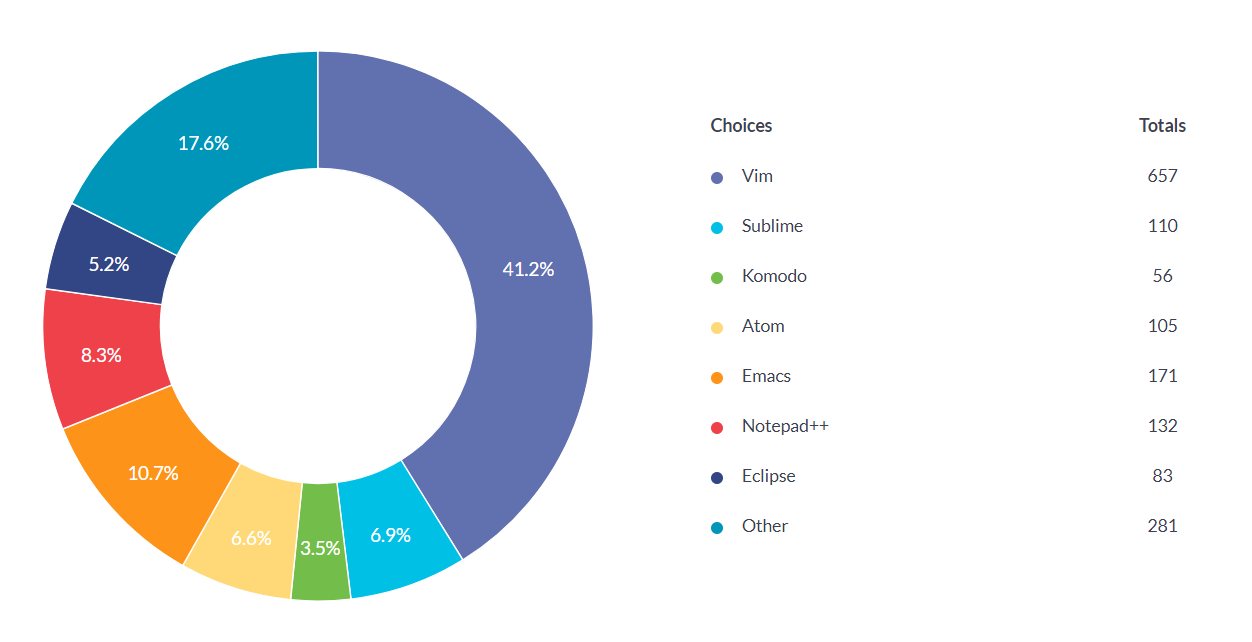 17.6%
5.2%
8.3%
10.7%
6.6%
3.5%
6.9%
41.2%
Choices Totals
Vim 657
Sublime 110
Komodo 56
Atom 105
Emacs 171
Notepad++ 132
Eclipse 83
Other 281